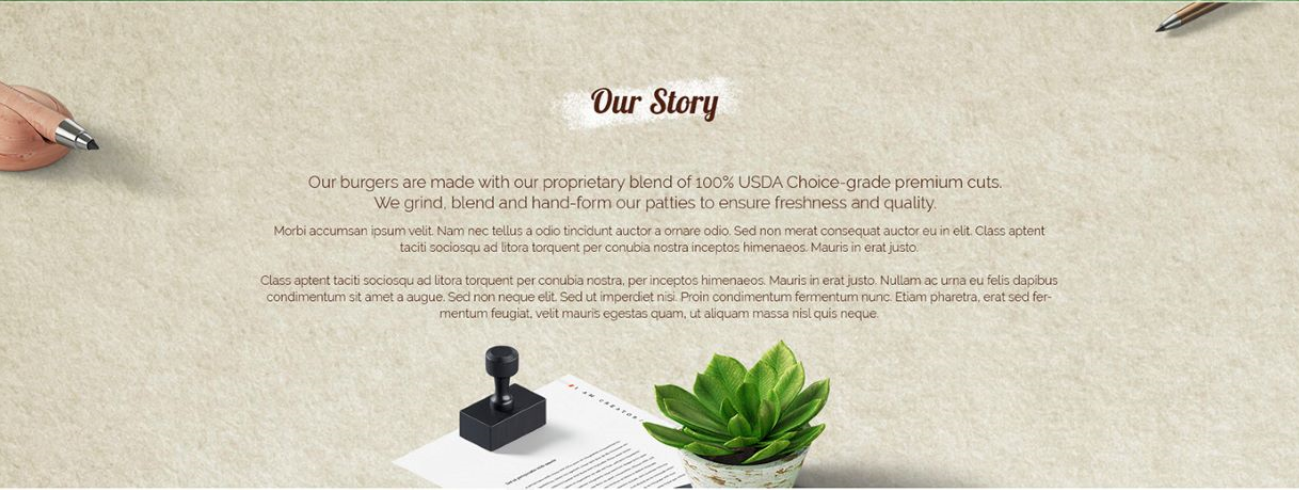 Our Story
Our burgers are made with our proprietary blend of 100% USDA Choice-grade premium cuts.
We grind, blend and hand-form our patties to ensure freshness and quality.
Morbi accumsan ipsum velit. Nam nec tellus a odio tincidunt auctor a ornare odio. Sed non merat consequat auctor eu in elit. Class aptent
taciti sociosqu ad litora torquent per conubia nostra inceptos himenaeos. Mauris in erat justo.
Class aptent taciti sociosqu ad litora torquent per conubia nostra, per inceptos himenaeos. Mauris in erat justo. Nullam ac urna eu felis dapibus
condimentum sit amet a augue. Sed non neque elit. Sed ut imperdiet nisi. Proin condimentum fermentum nunc. Etiam pharetra, erat sed fer-
mentum feugiat, velit mauris egestas quam, ut aliquam massa nisl quis neque.
I AM CREATOR